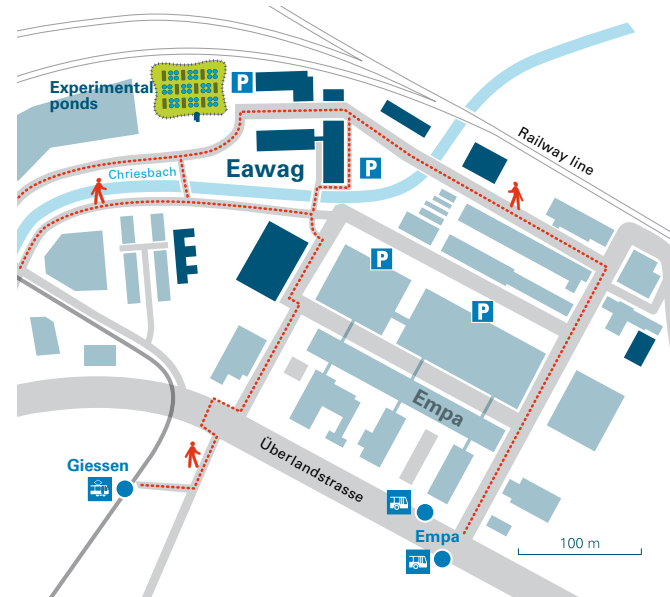 Experimental
ponds
P
Railway line
Eawag
P
Chriesbach
P
P
Empa
Überlandstrasse
Giessen
Empa
100 m